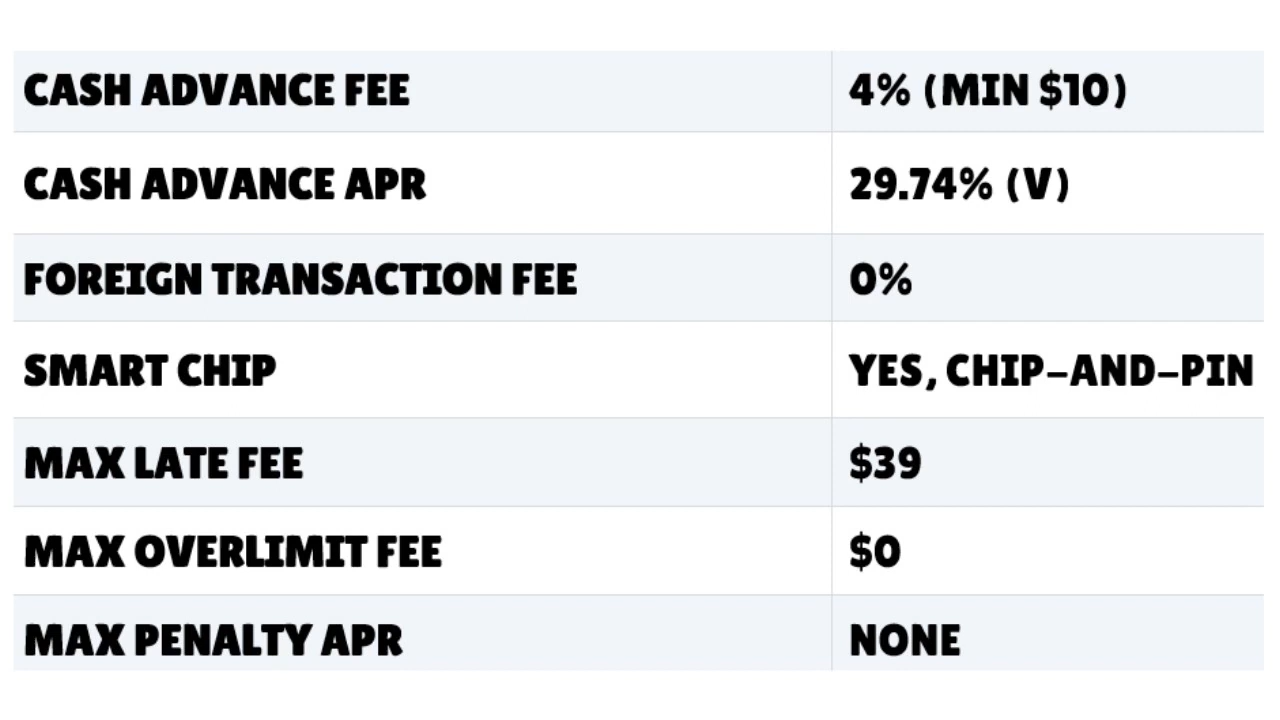 CASH ADVANCE FEE 4% (MIN $10)
CASH ADVANCE APR 29.74% (V)
FOREIGN TRANSACTION FEE 0%
SMART CHIP YES, CHIP-AND-PIN
MAX LATE FEE $39
MAX OVERLIMIT FEE $0
MAX PENALTY APR NONE